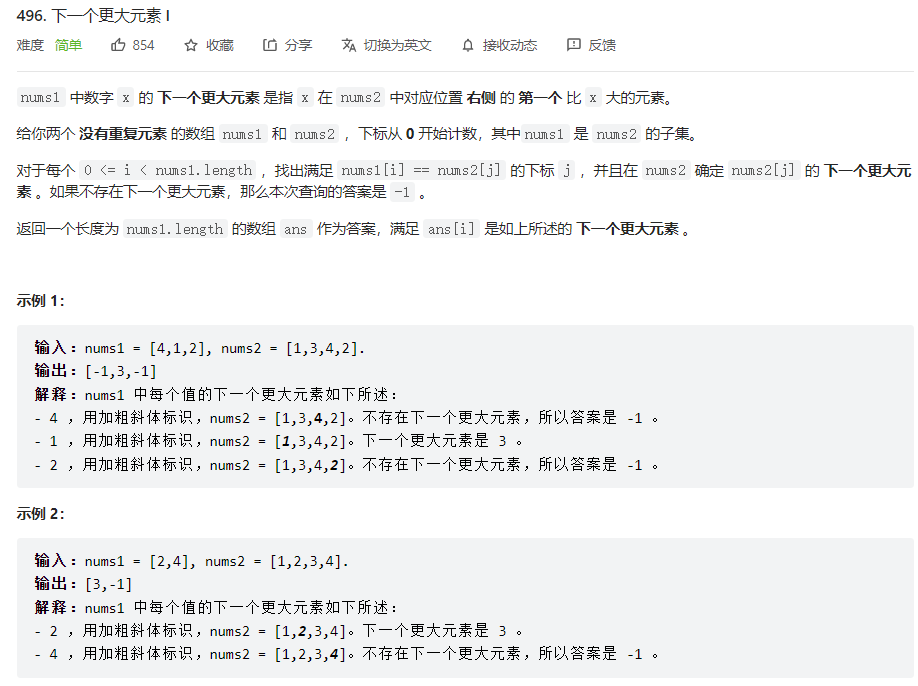 496. 下一个更大元素 I
难度 简单 854 收藏 分享 切换为英文 接收动态 反馈
nums1 中数字 x 的 下一个更大元素 是指 x 在 nums2 中对应位置 右侧 的 第一个 比 x 大的元素。
给你两个 没有重复元素 的数组 nums1 和 nums2 ，下标从 0 开始计数，其中nums1 是 nums2 的子集。
对于每个 0 <= i < nums1.length ，找出满足 nums1[i] == nums2[j] 的下标 j ，并且在 nums2 确定 nums2[j] 的 下一个更大元
素 。如果不存在下一个更大元素，那么本次查询的答案是 -1 。
返回一个长度为 nums1.length 的数组 ans 作为答案，满足 ans[i] 是如上所述的 下一个更大元素 。
示例 1：
输入：nums1 = [4,1,2], nums2 = [1,3,4,2].
输出：[-1,3,-1]
解释：nums1 中每个值的下一个更大元素如下所述：
- 4 ，用加粗斜体标识，nums2 = [1,3,4,2]。不存在下一个更大元素，所以答案是 -1 。
- 1 ，用加粗斜体标识，nums2 = [1,3,4,2]。下一个更大元素是 3 。
- 2 ，用加粗斜体标识，nums2 = [1,3,4,2]。不存在下一个更大元素，所以答案是 -1 。
示例 2：
输入：nums1 = [2,4], nums2 = [1,2,3,4].
输出：[3,-1]
解释：nums1 中每个值的下一个更大元素如下所述：
- 2 ，用加粗斜体标识，nums2 = [1,2,3,4]。下一个更大元素是 3 。
- 4 ，用加粗斜体标识，nums2 = [1,2,3,4]。不存在下一个更大元素，所以答案是 -1 。